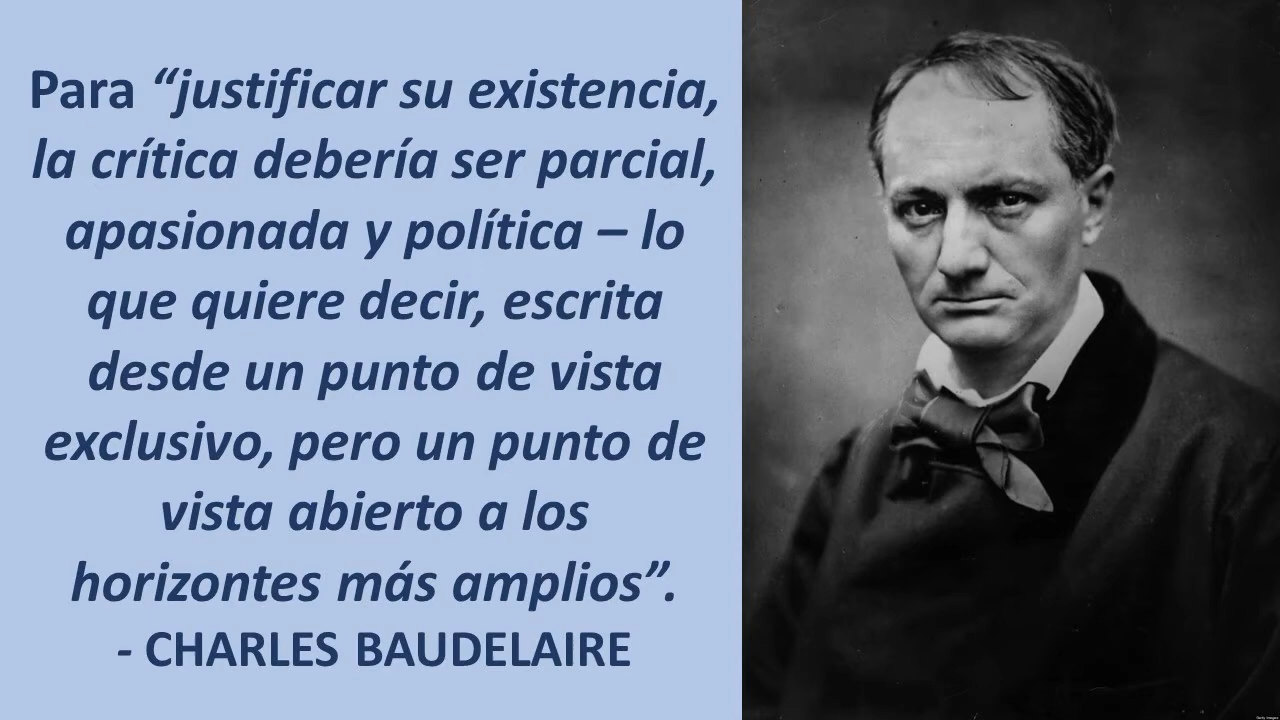 Para “justificar su existencia,
la crítica debería ser parcial,
apasionada y política – lo
que quiere decir, escrita
desde un punto de vista
exclusivo, pero un punto de
vista abierto a los
horizontes más amplios”.
- CHARLES BAUDELAIRE